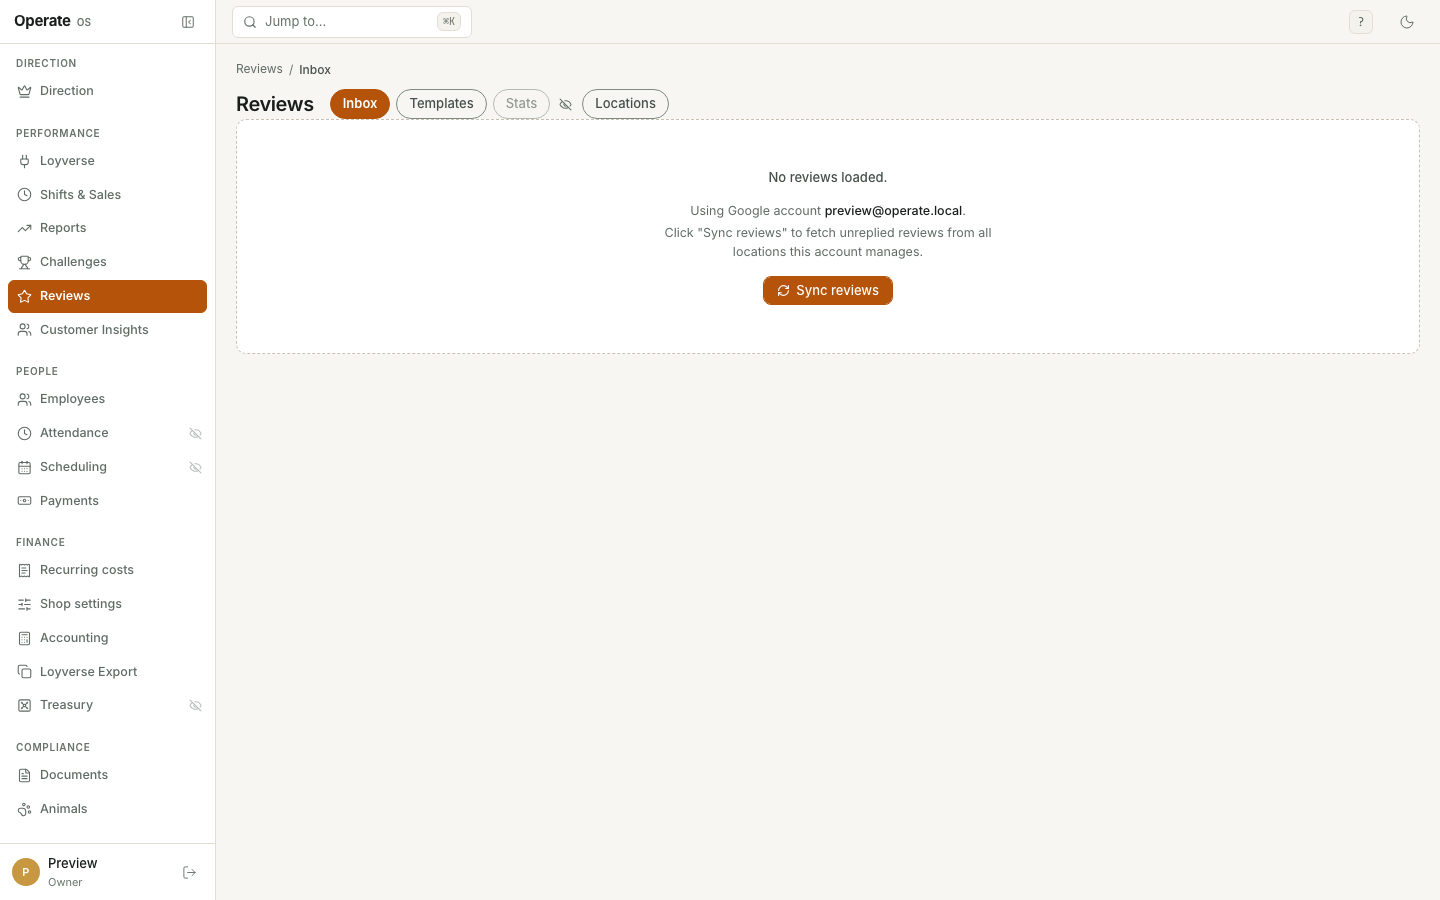 Operate OS
Jump to...
⌘K
?
DIRECTION
Direction
PERFORMANCE
Loyverse
Shifts & Sales
Reports
Challenges
Reviews
Customer Insights
PEOPLE
Employees
Attendance
Scheduling
Payments
FINANCE
Recurring costs
Shop settings
Accounting
Loyverse Export
Treasury
COMPLIANCE
Documents
Animals
P
Preview
Owner
Reviews / Inbox
Reviews
Inbox
Templates
Stats
Locations
No reviews loaded.
Using Google account preview@operate.local.
Click "Sync reviews" to fetch unreplied reviews from all
locations this account manages.
Sync reviews